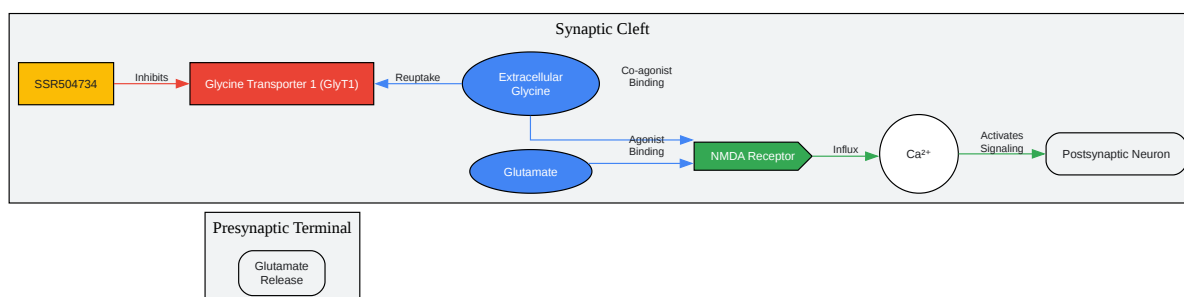 Synaptic Cleft
SSR504734
Inhibits
Glycine Transporter 1 (GlyT1)
Reuptake
Extracellular
Glycine
Co-agonist
Binding
Agonist
Binding
Glutamate
NMDA Receptor
Influx
Ca²⁺
Activates
Signaling
Postsynaptic Neuron
Presynaptic Terminal
Glutamate
Release